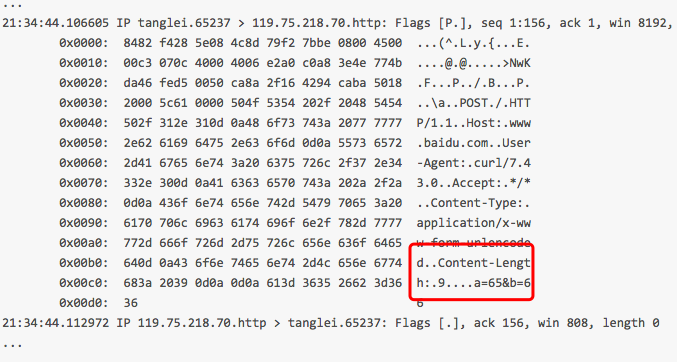 ...
21:34:44.106605 IP tanglei.65237 > 119.75.218.70.http: Flags [P.], seq 1:156, ack 1, win 8192,
0x0000: 8482 f428 5e08 4c8d 79f2 7bbe 0800 4500 ...(^.L.y.{...E.
0x0010: 00c3 070c 4000 4006 e2a0 c0a8 3e4e 774b ....@.@.....>NwK
0x0020: da46 fed5 0050 ca8a 2f16 4294 caba 5018 .F...P../.B...P.
0x0030: 2000 5c61 0000 504f 5354 202f 2048 5454 ..\a..POST./.HTT
0x0040: 502f 312e 310d 0a48 6f73 743a 2077 7777 P/1.1..Host:.www
0x0050: 2e62 6169 6475 2e63 6f6d 0d0a 5573 6572 .baidu.com..User
0x0060: 2d41 6765 6e74 3a20 6375 726c 2f37 2e34 -Agent:.curl/7.4
0x0070: 332e 300d 0a41 6363 6570 743a 202a 2f2a 3.0..Accept:.*/*
0x0080: 0d0a 436f 6e74 656e 742d 5479 7065 3a20 ..Content-Type:.
0x0090: 6170 706c 6963 6174 696f 6e2f 782d 7777 application/x-ww
0x00a0: 772d 666f 726d 2d75 726c 656e 636f 6465 w-form-urlencode
0x00b0: 640d 0a43 6f6e 7465 6e74 2d4c 656e 6774 d..Content-Lengt
0x00c0: 683a 2039 0d0a 0d0a 613d 3635 2662 3d36 h:.9....a=65&b=6
0x00d0: 36 6
21:34:44.112972 IP 119.75.218.70.http > tanglei.65237: Flags [.], ack 156, win 808, length 0
...